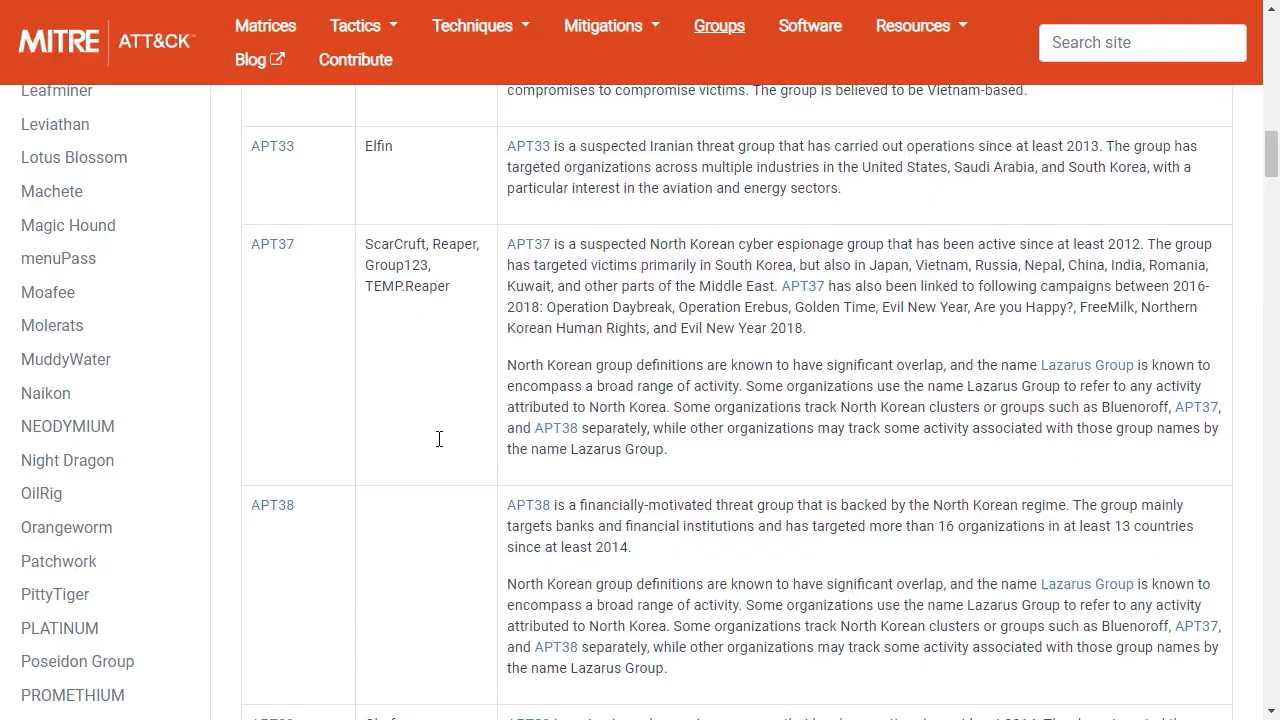 MITRE ATT&CK™
Matrices Tactics Techniques Mitigations Groups Software Resources
Blog Contribute
Search site
Leafminer
Leviathan
Lotus Blossom
Machete
Magic Hound
menuPass
Moafee
Molerats
MuddyWater
Naikon
NEODYMIUM
Night Dragon
OilRig
Orangeworm
Patchwork
PittyTiger
PLATINUM
Poseidon Group
PROMETHIUM
compromises to compromise victims. The group is believed to be Vietnam-based.
APT33
Elfin
APT33 is a suspected Iranian threat group that has carried out operations since at least 2013. The group has
targeted organizations across multiple industries in the United States, Saudi Arabia, and South Korea, with a
particular interest in the aviation and energy sectors.
APT37
ScarCruft, Reaper,
Group123,
TEMP.Reaper
APT37 is a suspected North Korean cyber espionage group that has been active since at least 2012. The group
has targeted victims primarily in South Korea, but also in Japan, Vietnam, Russia, Nepal, China, India, Romania,
Kuwait, and other parts of the Middle East. APT37 has also been linked to following campaigns between 2016-
2018: Operation Daybreak, Operation Erebus, Golden Time, Evil New Year, Are you Happy?, FreeMilk, Northern
Korean Human Rights, and Evil New Year 2018.
North Korean group definitions are known to have significant overlap, and the name Lazarus Group is known to
encompass a broad range of activity. Some organizations use the name Lazarus Group to refer to any activity
attributed to North Korea. Some organizations track North Korean clusters or groups such as Bluenoroff, APT37,
and APT38 separately, while other organizations may track some activity associated with those group names by
the name Lazarus Group.
APT38
APT38 is a financially-motivated threat group that is backed by the North Korean regime. The group mainly
targets banks and financial institutions and has targeted more than 16 organizations in at least 13 countries
since at least 2014.
North Korean group definitions are known to have significant overlap, and the name Lazarus Group is known to
encompass a broad range of activity. Some organizations use the name Lazarus Group to refer to any activity
attributed to North Korea. Some organizations track North Korean clusters or groups such as Bluenoroff, APT37,
and APT38 separately, while other organizations may track some activity associated with those group names by
the name Lazarus Group.